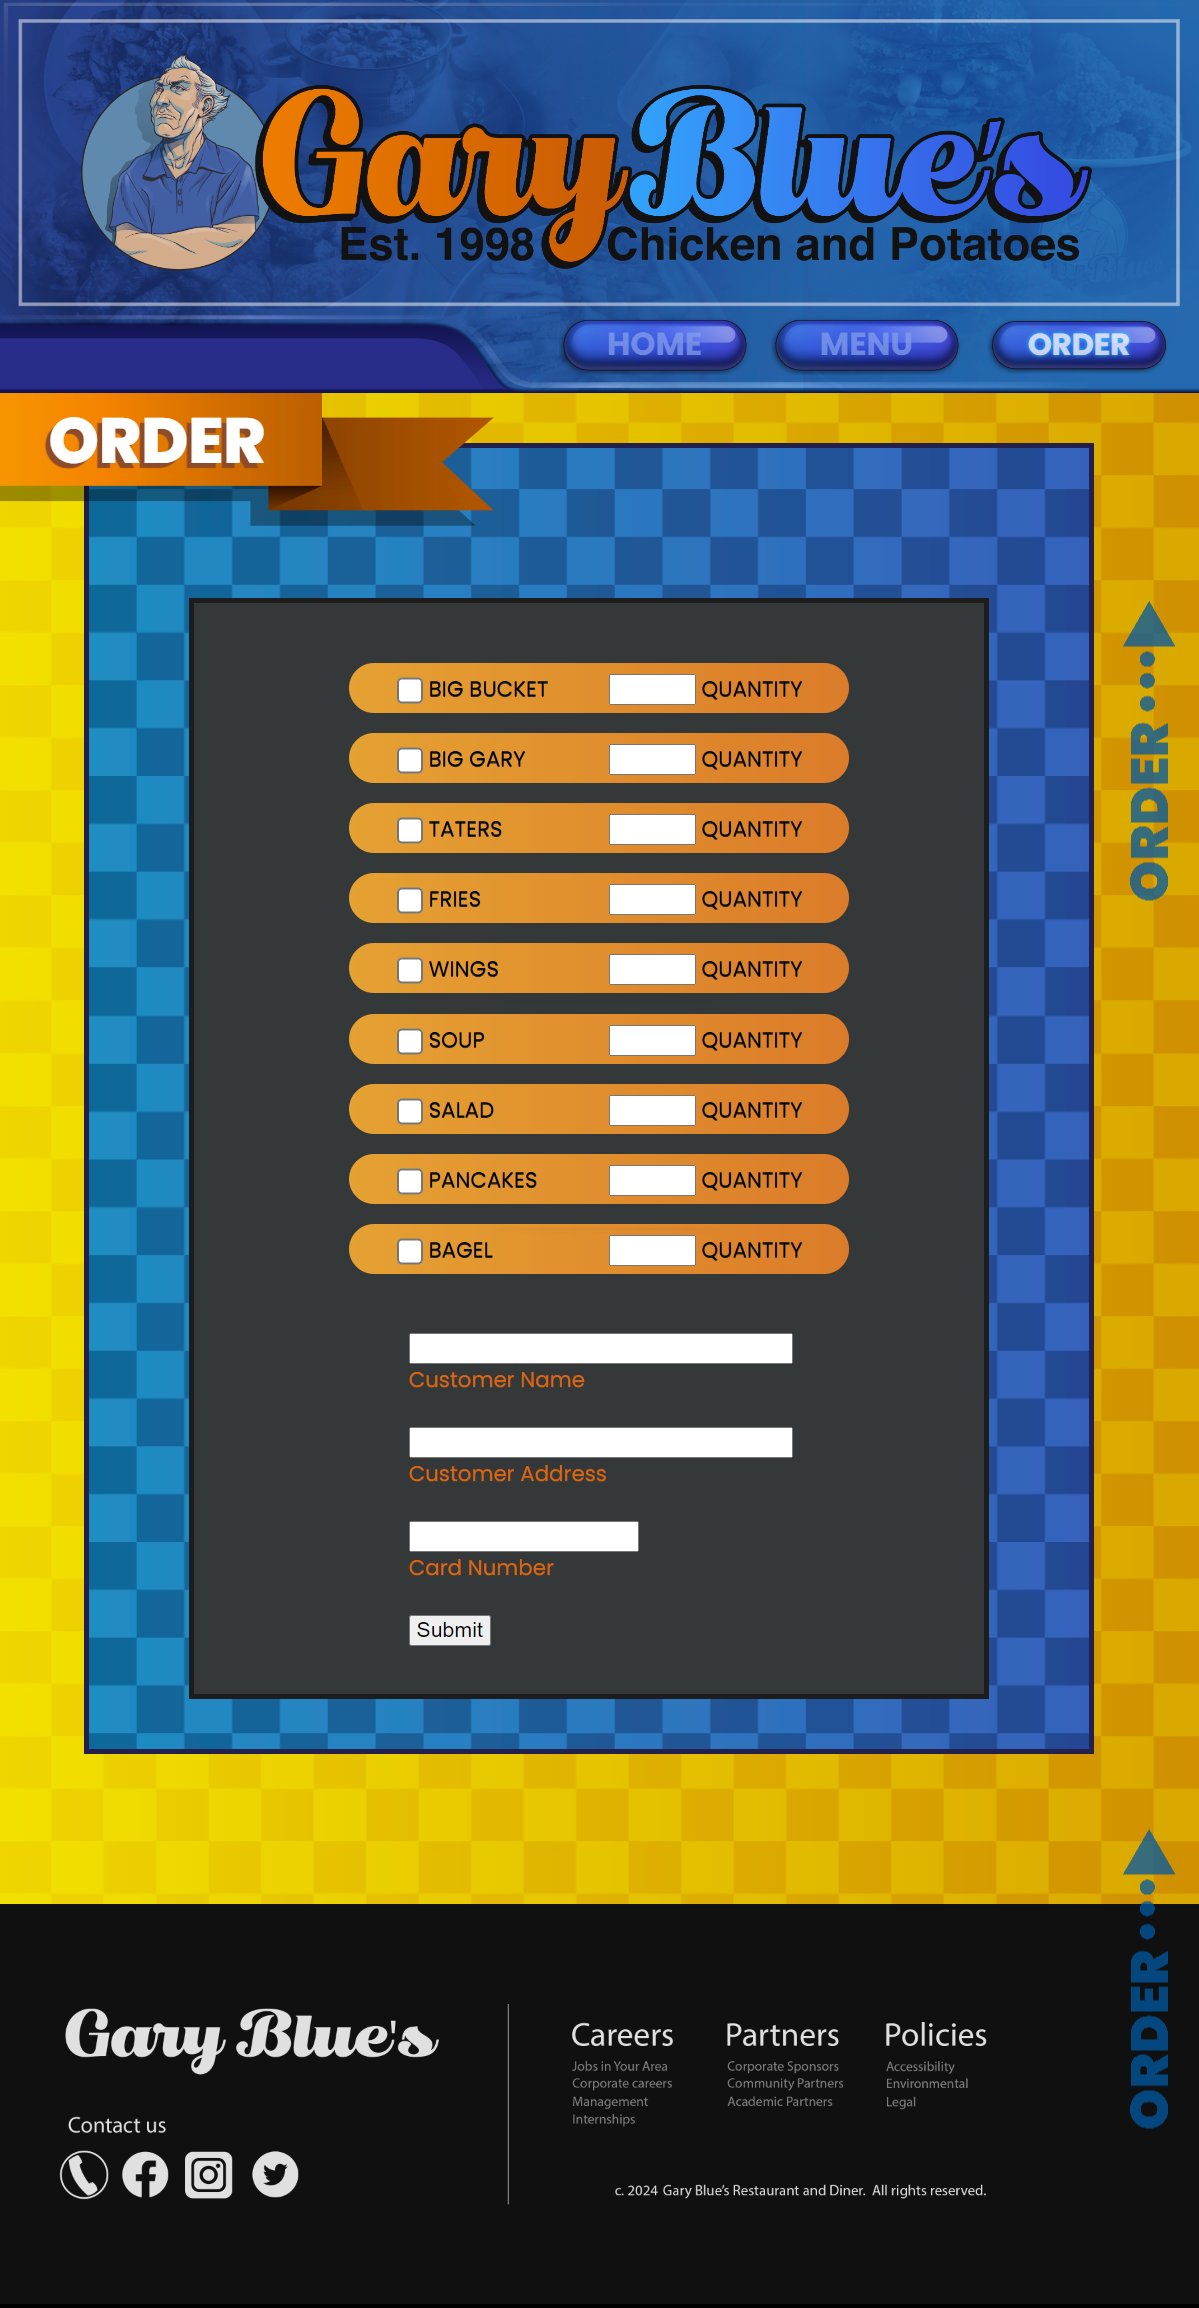 Gary Blue's
Est. 1998 Chicken and Potatoes
HOME MENU ORDER
ORDER
BIG BUCKET QUANTITY
BIG GARY QUANTITY
TATERS QUANTITY
FRIES QUANTITY
WINGS QUANTITY
SOUP QUANTITY
SALAD QUANTITY
PANCAKES QUANTITY
BAGEL QUANTITY
ORDER
Customer Name
Customer Address
Card Number
Submit
ORDER
Gary Blue's
Contact us
Careers
Jobs in Your Area
Corporate careers
Management
Internships
Partners
Corporate Sponsors
Community Partners
Academic Partners
Policies
Accessibility
Environmental
Legal
c. 2024 Gary Blue's Restaurant and Diner. All rights reserved.